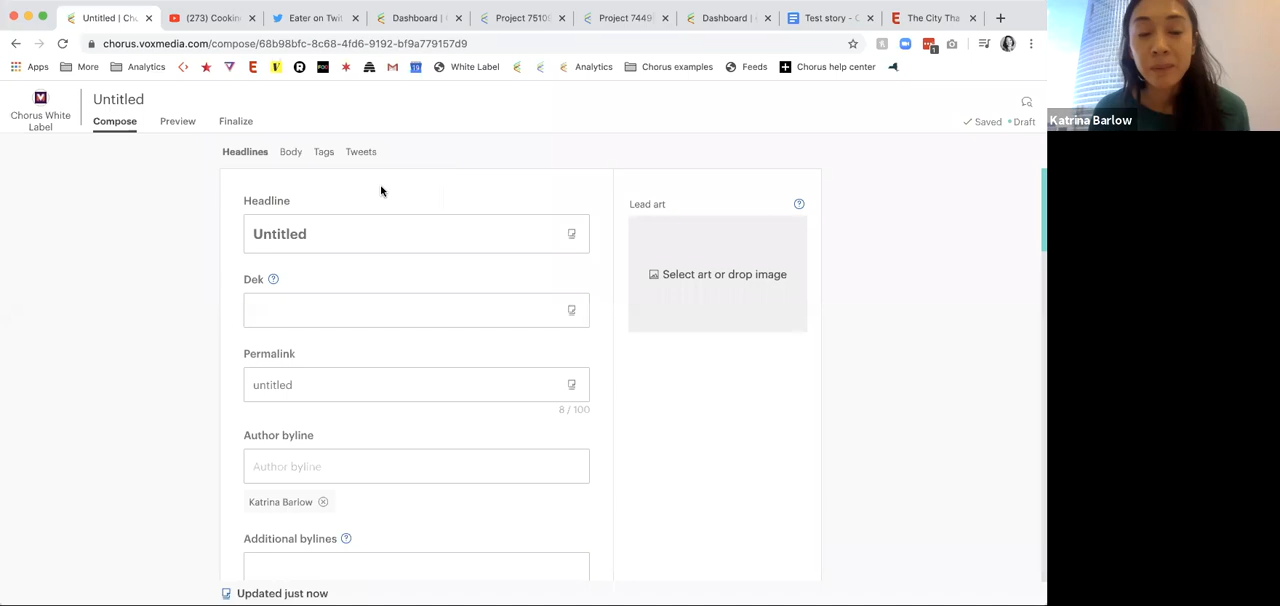 Untitled | Cho
(273) Cookin
Eater on Twit
Dashboard |
Project 7510
Project 7449
Dashboard |
Test story -
The City Tha
chorus.voxmedia.com/compose/68b98bfc-8c68-4fd6-9192-bf9a779157d9
Apps
More
Analytics
White Label
Analytics
Chorus examples
Feeds
Chorus help center
Chorus White
Label
Untitled
Compose
Preview
Finalize
Saved
Draft
Headlines
Body
Tags
Tweets
Headline
Untitled
Dek
Permalink
untitled
8 / 100
Author byline
Author byline
Katrina Barlow
Additional bylines
Lead art
Select art or drop image
Updated just now
Katrina Barlow